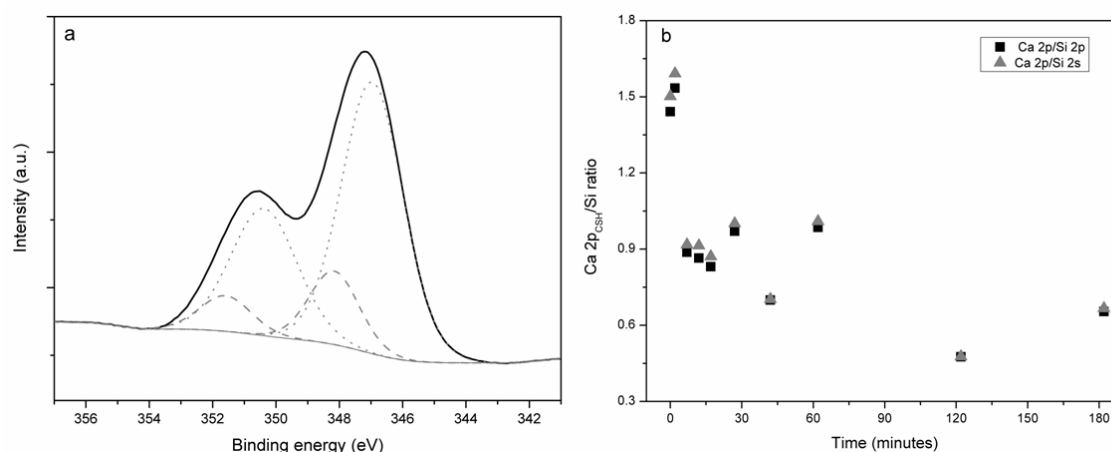 a
Intensity (a.u.)
356 354 352 350 348 346 344 342
Binding energy (eV)
b
Ca 2p/Si 2p
Ca 2p/Si 2s
Ca 2pCSH/Si ratio
1.8
1.5
1.2
0.9
0.6
0.3
0 30 60 90 120 150 180
Time (minutes)